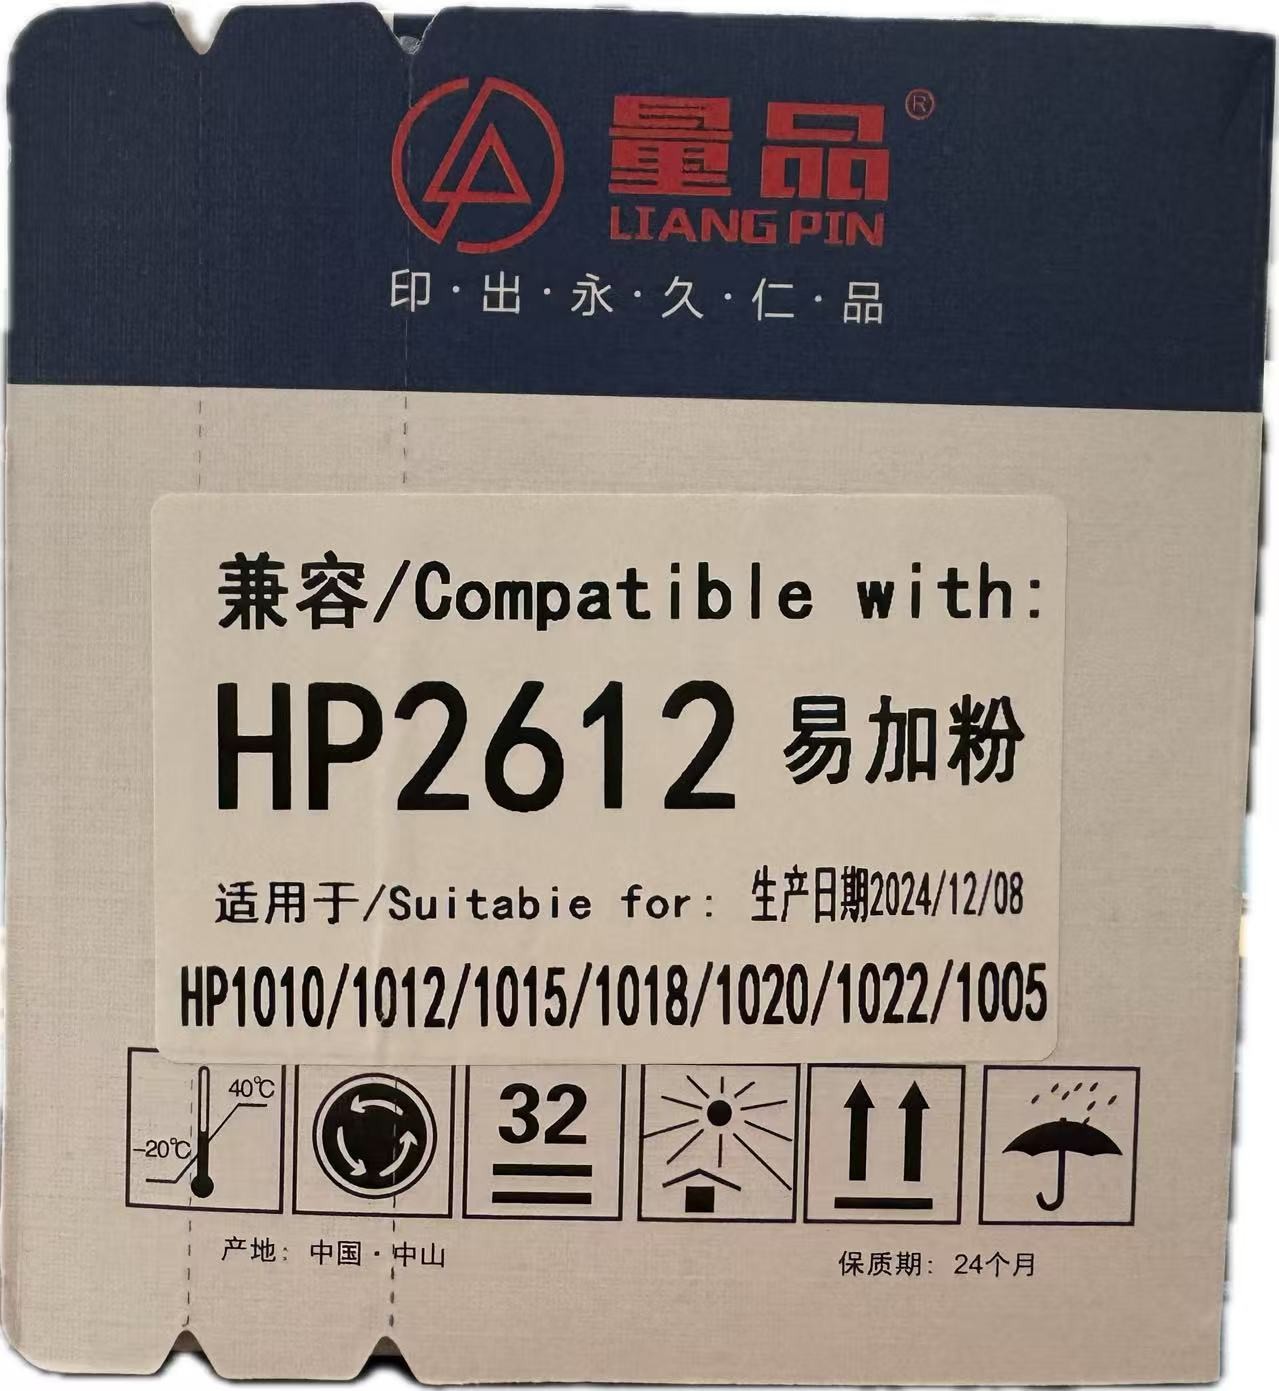 量品®
LIANG PIN
印·出·永·久·仁·品
兼容/Compatible with:
HP2612 易加粉
适用于/Suitabie for: 生产日期2024/12/08
HP1010/1012/1015/1018/1020/1022/1005
40℃
-20℃
32
产地：中国·中山
保质期：24个月